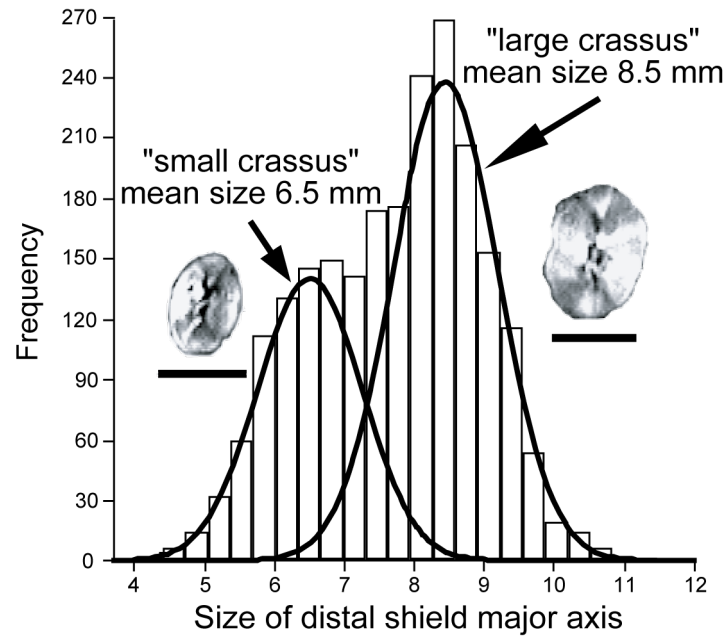 270
240
210
180
150
120
90
60
30
0
Frequency
"small crassus"
mean size 6.5 mm
"large crassus"
mean size 8.5 mm
4 5 6 7 8 9 10 11 12
Size of distal shield major axis